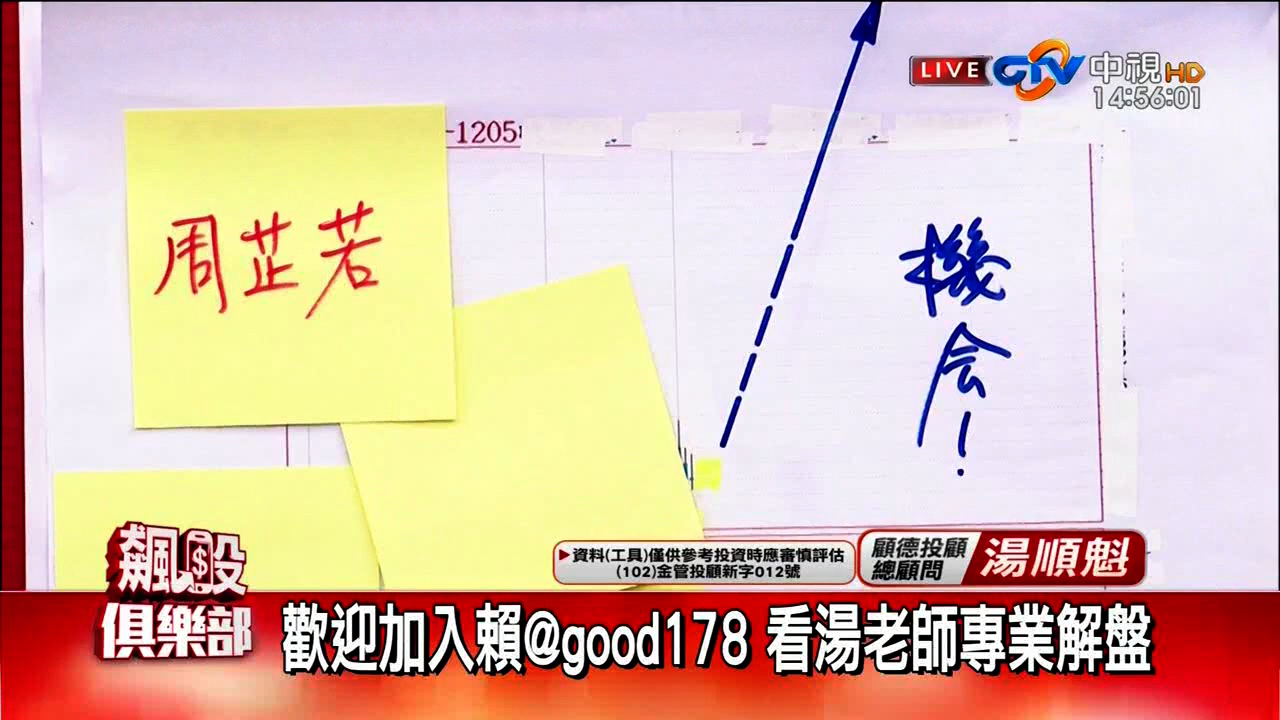 LIVE CTV 中視HD
14:56:01
-1205
周芷若
機会!
飆股
俱樂部
▶資料(工具)僅供參考投資時應審慎評估
(102)金管投顧新字012號
顧德投顧
總顧問
湯順魁
歡迎加入賴@good178 看湯老師專業解盤